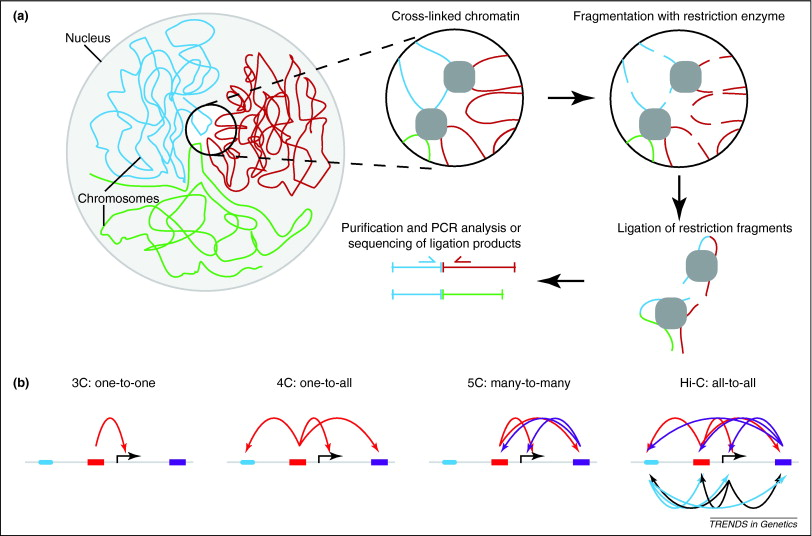 (a)
Nucleus
Chromosomes
Cross-linked chromatin
Fragmentation with restriction enzyme
Ligation of restriction fragments
Purification and PCR analysis or
sequencing of ligation products
(b)
3C: one-to-one
4C: one-to-all
5C: many-to-many
Hi-C: all-to-all
TRENDS in Genetics